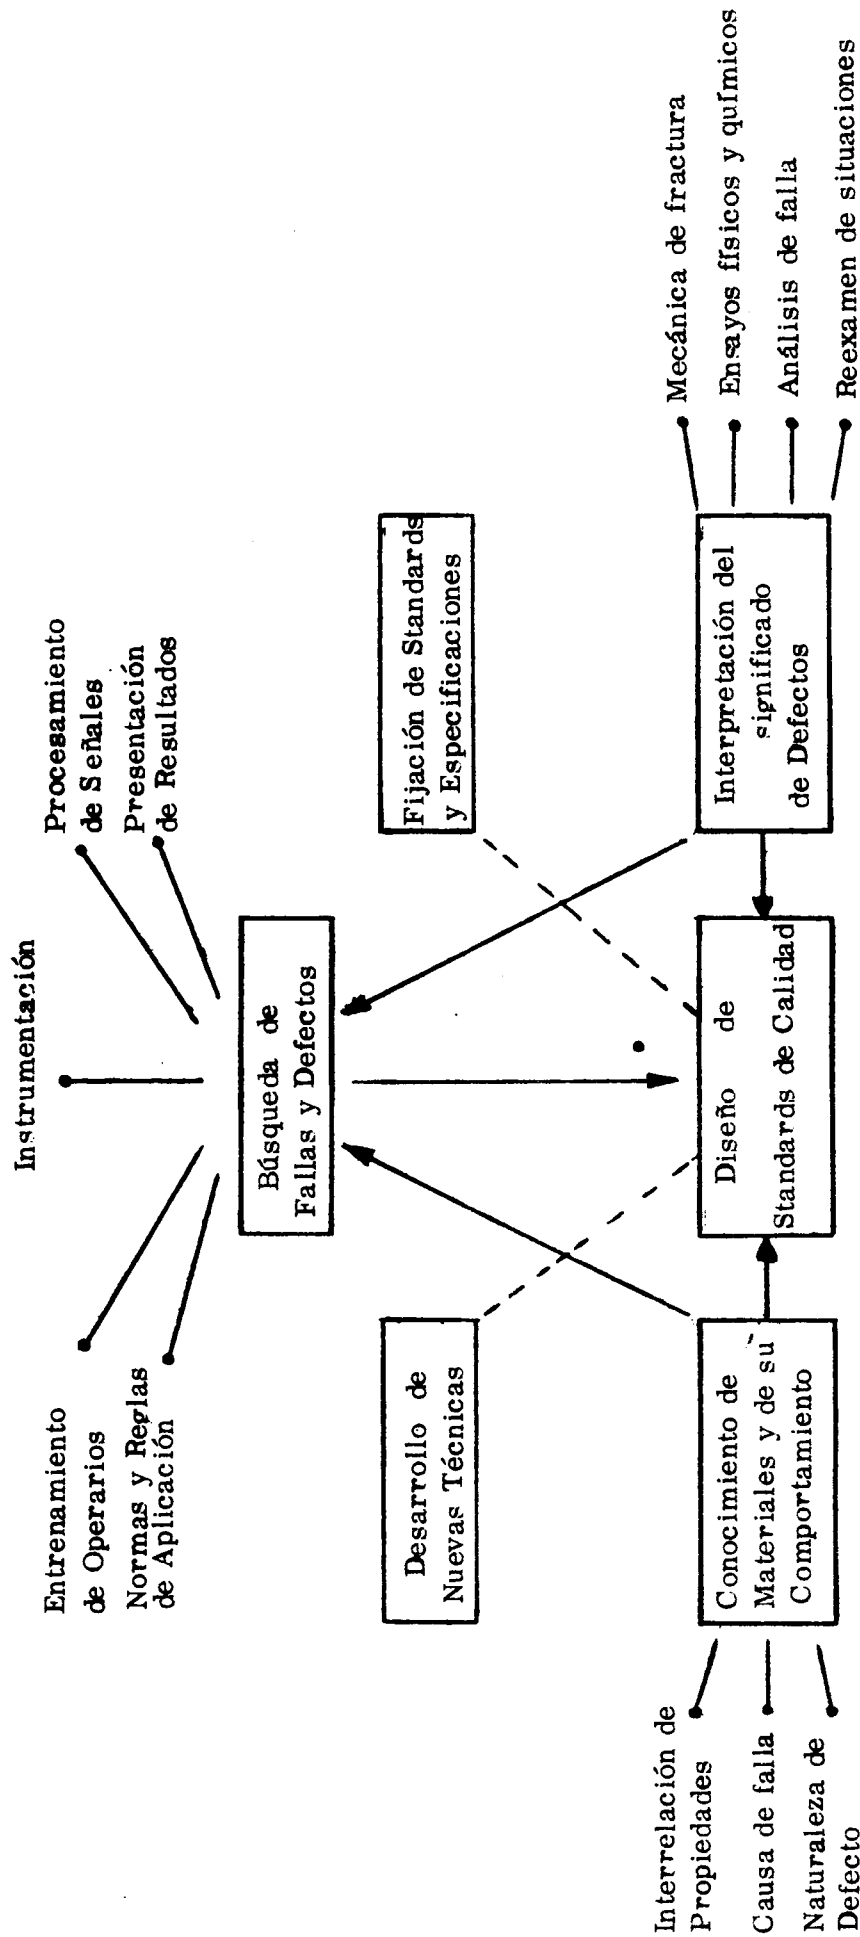 Instrumentación
Entrenamiento
de Operarios
Normas y Reglas
de Aplicación
Procesamiento
de Señales
Presentación
de Resultados
Búsqueda de
Fallas y Defectos
Desarrollo de
Nuevas Técnicas
Fijación de Standards
y Especificaciones
Interrelación de
Propiedades
Causa de falla
Naturaleza de
Defecto
Conocimiento de
Materiales y de su
Comportamiento
Diseño de
Standards de Calidad
Interpretación del
significado
de Defectos
Mecánica de fractura
Ensayos físicos y químicos
Análisis de falla
Reexamen de situaciones